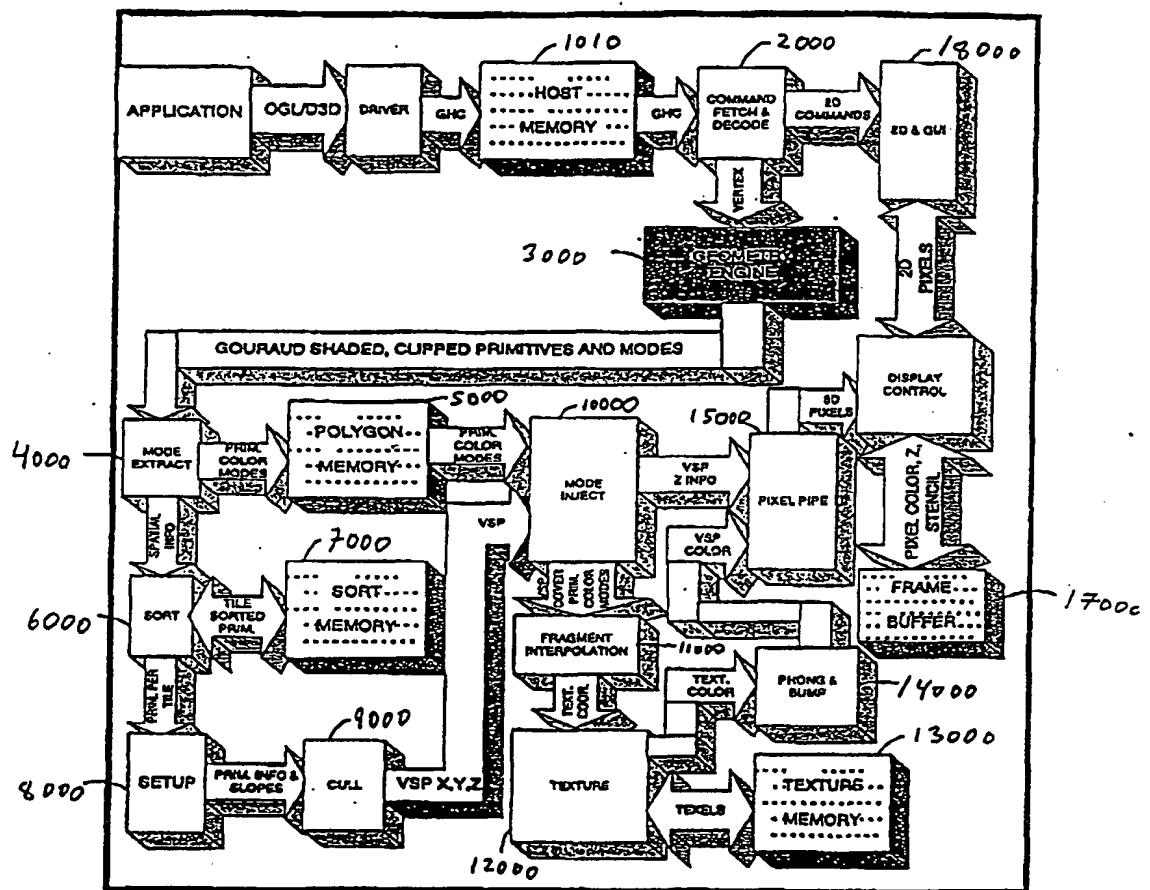 1010
2000
18000
APPLICATION
OGL/D3D
DRIVER
GHC
HOST
MEMORY
GHC
COMMAND
FETCH &
DECODE
2D
COMMANDS
2D & GUI
VERTEX
3000
GEOMETRY
ENGINE
2D
PIXELS
GOURAUD SHADED, CLIPPED PRIMITIVES AND MODES
DISPLAY
CONTROL
5000
10000
15000
3D
PIXELS
4000
MODE
EXTRACT
PRIM.
COLOR
MODES
POLYGON
MEMORY
PRIM.
COLOR
MODES
MODE
INJECT
VSP
Z INFO
PIXEL PIPE
PIXEL COLOR, Z,
STENCIL
SPATIAL
INFO
VSP
VSP
COLOR
7000
6000
SORT
TILE
SORTED
PRIM.
SORT
MEMORY
COVER
PRIM.
COLOR
MODES
FRAME
BUFFER
1700c
FRAGMENT
INTERPOLATION
11000
PRIM. PER
TILE
TEXT.
COOR.
TEXT.
COLOR
PHONG &
BUMP
14000
9000
13000
8000
SETUP
PRIM. INFO &
SLOPES
CULL
VSP X,Y,Z
TEXTURE
TEXELS
TEXTURE
MEMORY
12000